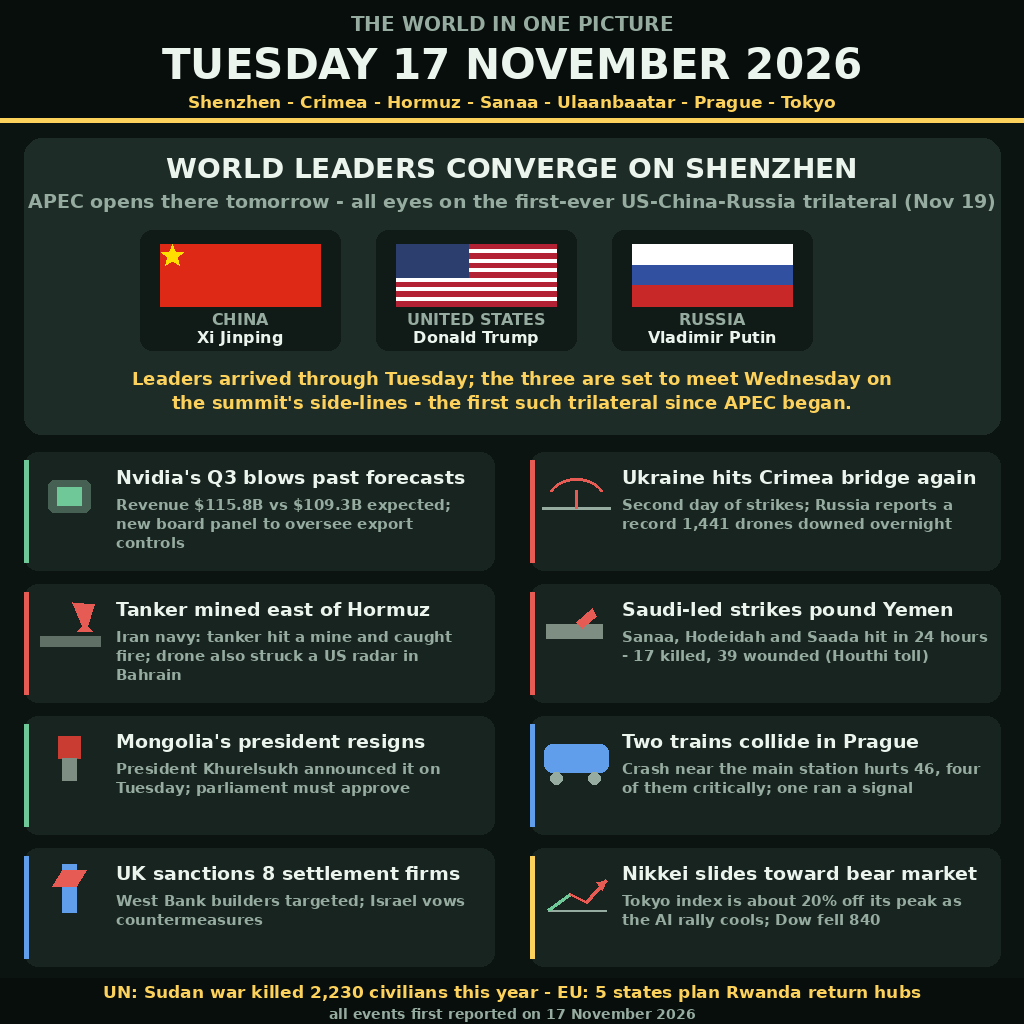 THE WORLD IN ONE PICTURE
TUESDAY 17 NOVEMBER 2026
Shenzhen - Crimea - Hormuz - Sanaa - Ulaanbaatar - Prague - Tokyo
WORLD LEADERS CONVERGE ON SHENZHEN
APEC opens there tomorrow - all eyes on the first-ever US-China-Russia trilateral (Nov 19)
CHINA
Xi Jinping
UNITED STATES
Donald Trump
RUSSIA
Vladimir Putin
Leaders arrived through Tuesday; the three are set to meet Wednesday on
the summit's side-lines - the first such trilateral since APEC began.
Nvidia's Q3 blows past forecasts
Revenue $115.8B vs $109.3B expected;
new board panel to oversee export
controls
Ukraine hits Crimea bridge again
Second day of strikes; Russia reports a
record 1,441 drones downed overnight
Tanker mined east of Hormuz
Iran navy: tanker hit a mine and caught
fire; drone also struck a US radar in
Bahrain
Saudi-led strikes pound Yemen
Sanaa, Hodeidah and Saada hit in 24 hours
- 17 killed, 39 wounded (Houthi toll)
Mongolia's president resigns
President Khurelsukh announced it on
Tuesday; parliament must approve
Two trains collide in Prague
Crash near the main station hurts 46, four
of them critically; one ran a signal
UK sanctions 8 settlement firms
West Bank builders targeted; Israel vows
countermeasures
Nikkei slides toward bear market
Tokyo index is about 20% off its peak as
the AI rally cools; Dow fell 840
UN: Sudan war killed 2,230 civilians this year - EU: 5 states plan Rwanda return hubs
all events first reported on 17 November 2026